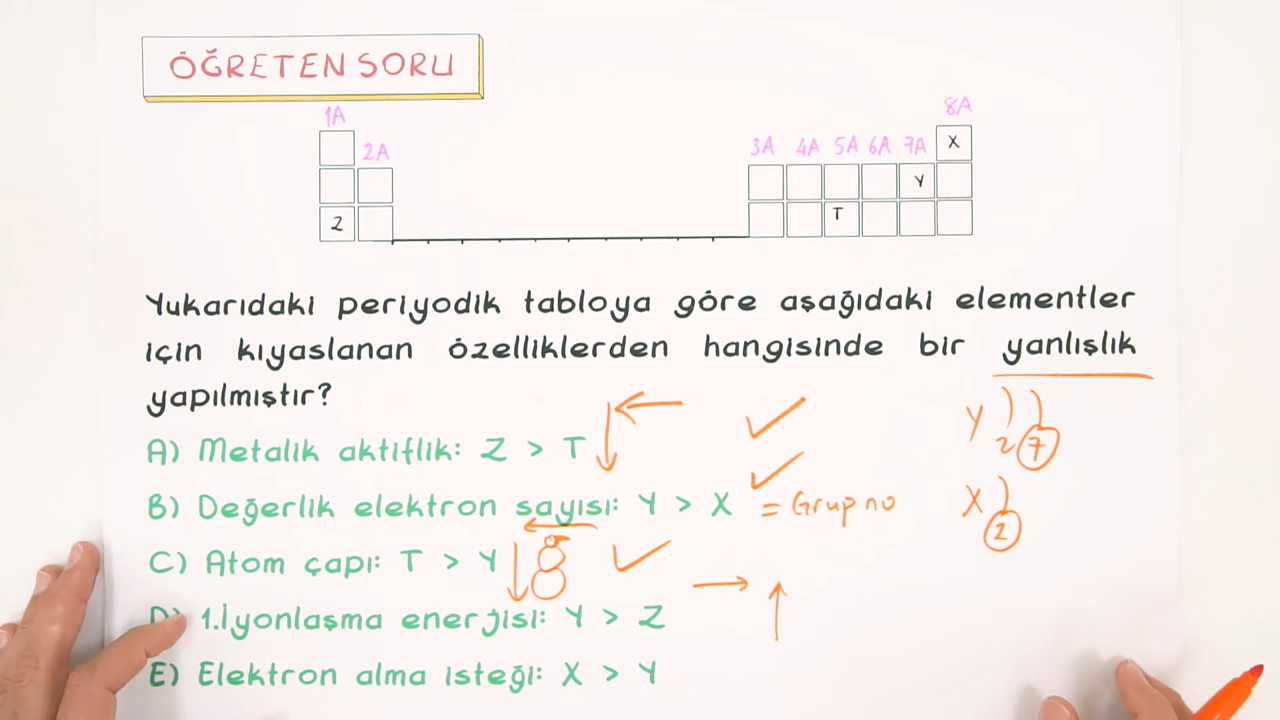 ÖĞRETEN SORU
1A
8A
2A
3A 4A 5A 6A 7A
X
Y
Z
T
Yukarıdaki periyodik tabloya göre aşağıdaki elementler
için kıyaslanan özelliklerden hangisinde bir yanlışlık
yapılmıştır?
A) Metalik aktiflik: Z > T
Y 2 7
B) Değerlik elektron sayısı: Y > X = Grup no
X 2
C) Atom çapı: T > Y
D) 1.İyonlaşma enerjisi: Y > Z
E) Elektron alma isteği: X > Y